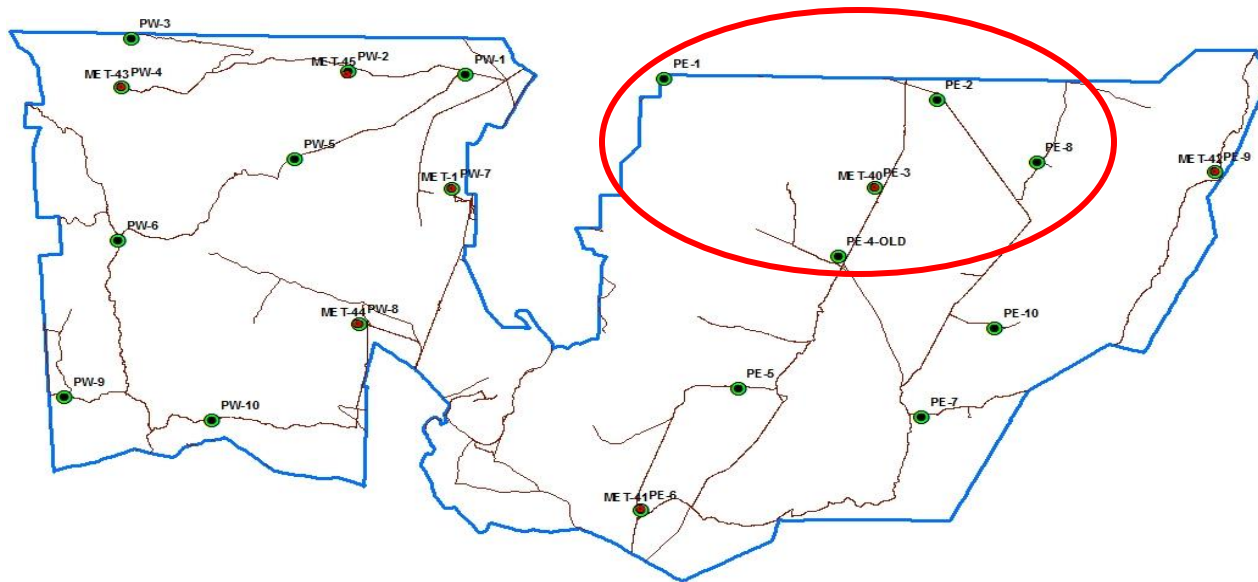 PW-3
PW-2
MET-45
PW-1
MET-43
PW-4
PW-5
MET-1
PW-7
PW-6
MET-44
PW-8
PW-9
PW-10
PE-1
PE-2
PE-8
MET-42
PE-9
MET-40
PE-3
PE-4-OLD
PE-10
PE-5
PE-7
MET-41
PE-6